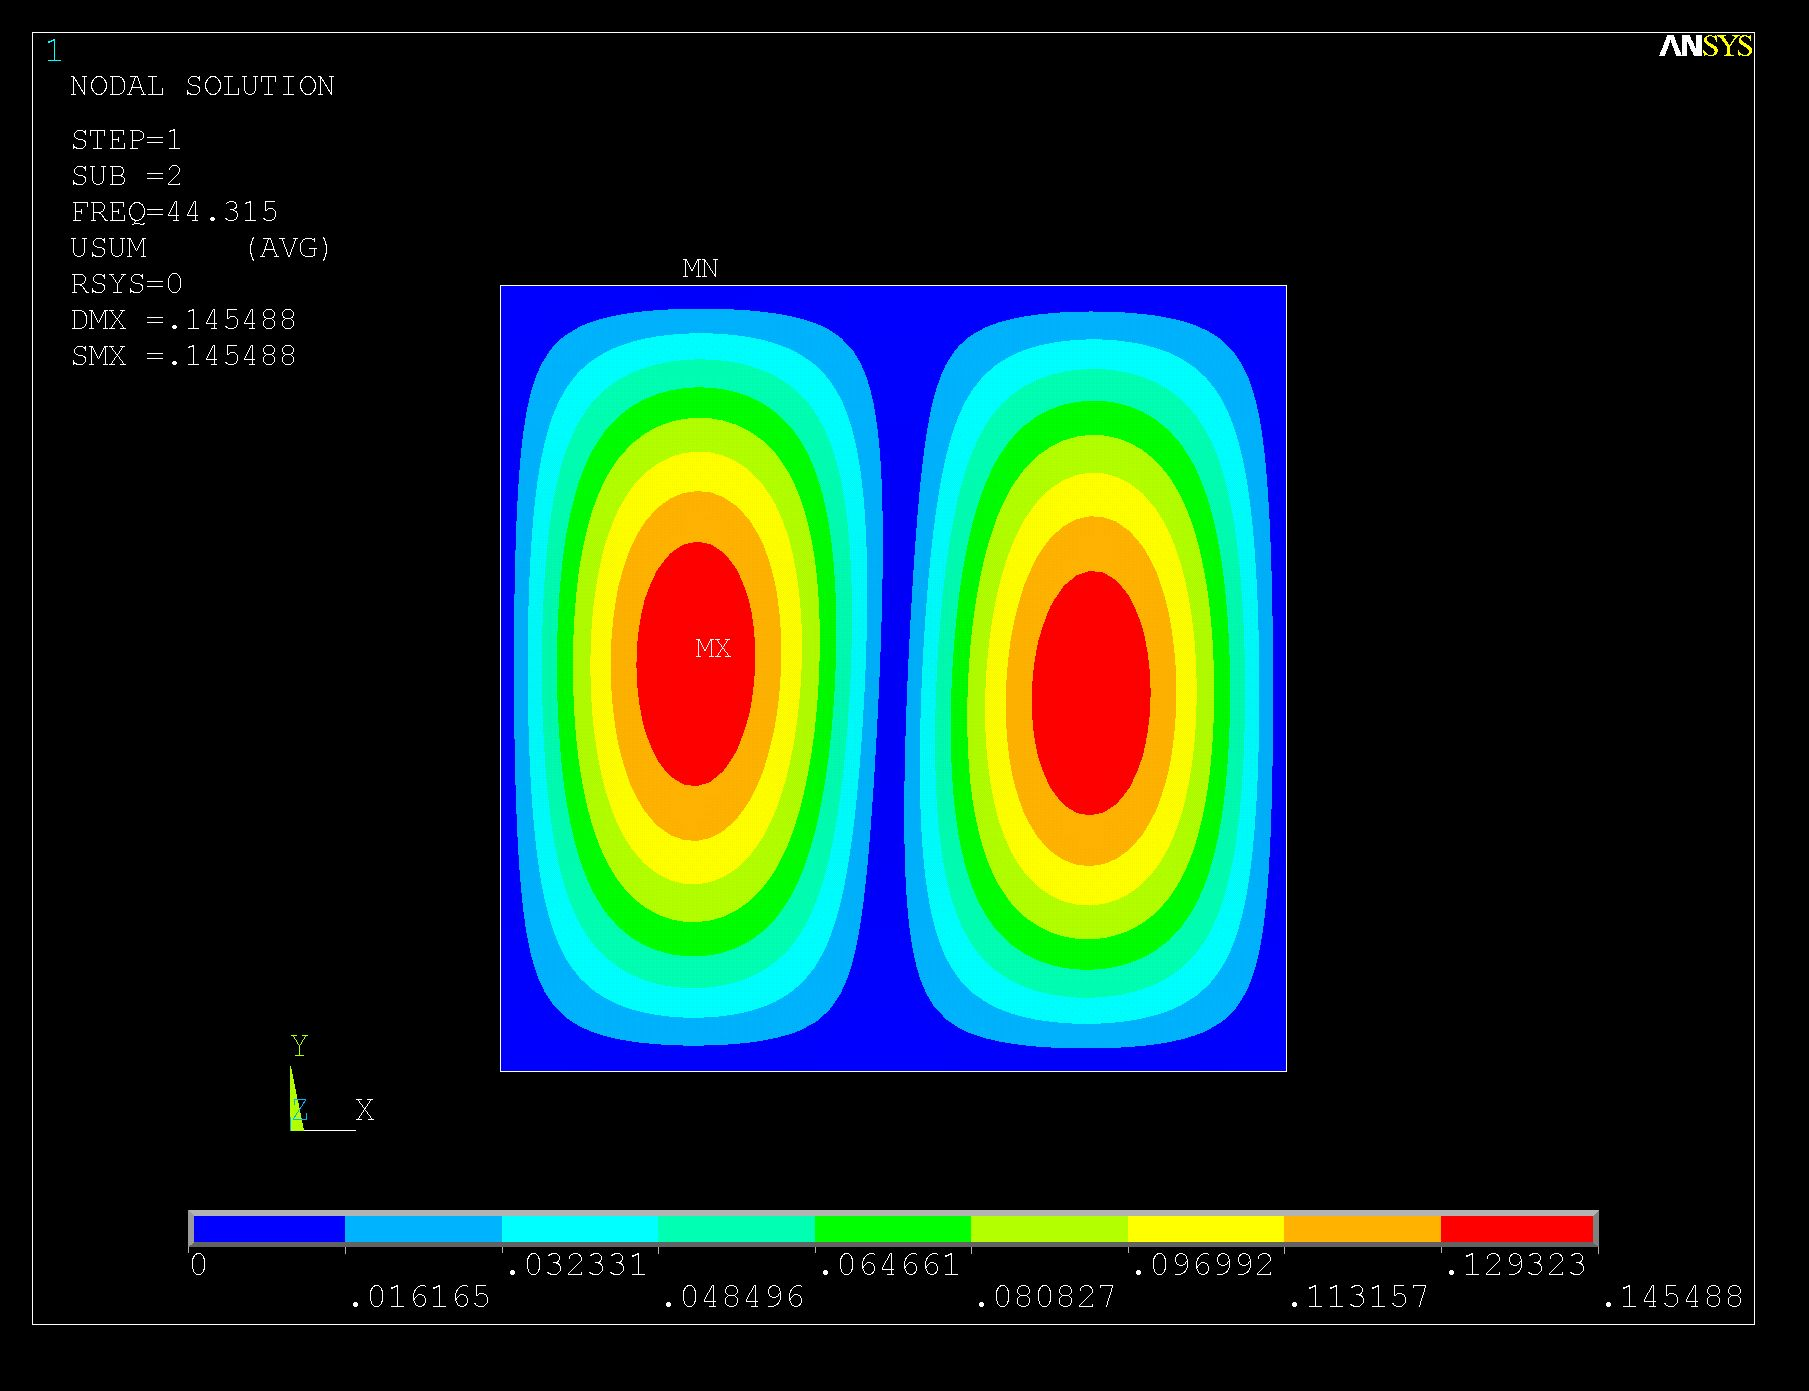 1
ANSYS
NODAL SOLUTION
STEP=1
SUB =2
FREQ=44.315
USUM (AVG)
RSYS=0
DMX =.145488
SMX =.145488
MN
MX
Y
Z X
0 .032331 .064661 .096992 .129323
.016165 .048496 .080827 .113157 .145488